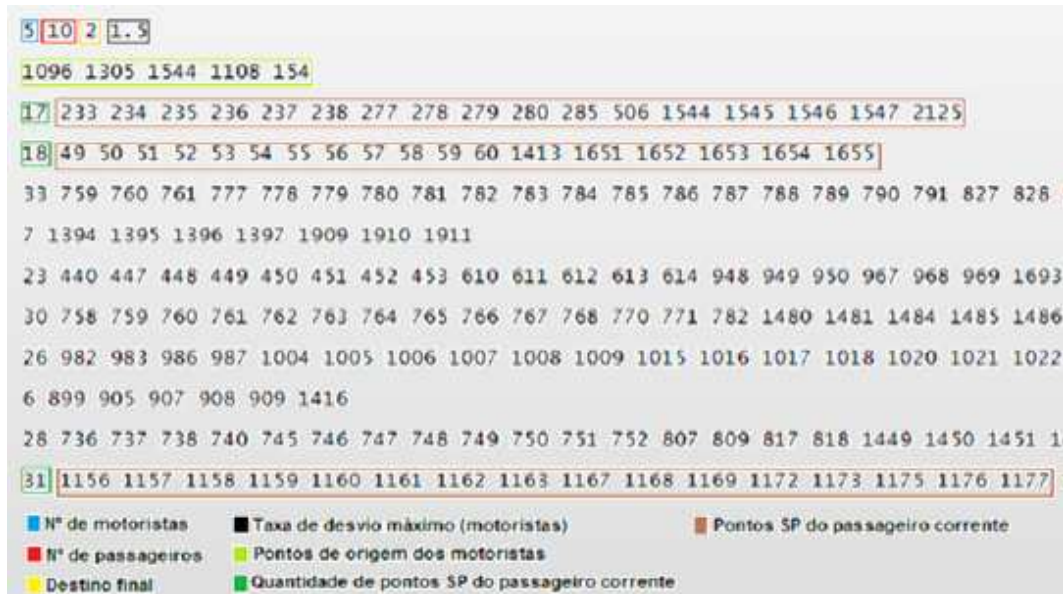 5 10 2 1.5
1096 1305 1544 1108 154
17 233 234 235 236 237 238 277 278 279 280 285 506 1544 1545 1546 1547 2125
18 49 50 51 52 53 54 55 56 57 58 59 60 1413 1651 1652 1653 1654 1655
33 759 760 761 777 778 779 780 781 782 783 784 785 786 787 788 789 790 791 827 828
7 1394 1395 1396 1397 1909 1910 1911
23 440 447 448 449 450 451 452 453 610 611 612 613 614 948 949 950 967 968 969 1693
30 758 759 760 761 762 763 764 765 766 767 768 770 771 782 1480 1481 1484 1485 1486
26 982 983 986 987 1004 1005 1006 1007 1008 1009 1015 1016 1017 1018 1020 1021 1022
6 899 905 907 908 909 1416
28 736 737 738 740 745 746 747 748 749 750 751 752 807 809 817 818 1449 1450 1451 1
31 1156 1157 1158 1159 1160 1161 1162 1163 1167 1168 1169 1172 1173 1175 1176 1177
Nº de motoristas Taxa de desvio máximo (motoristas) Pontos SP do passageiro corrente
Nº de passageiros Pontos de origem dos motoristas
Destino final Quantidade de pontos SP do passageiro corrente